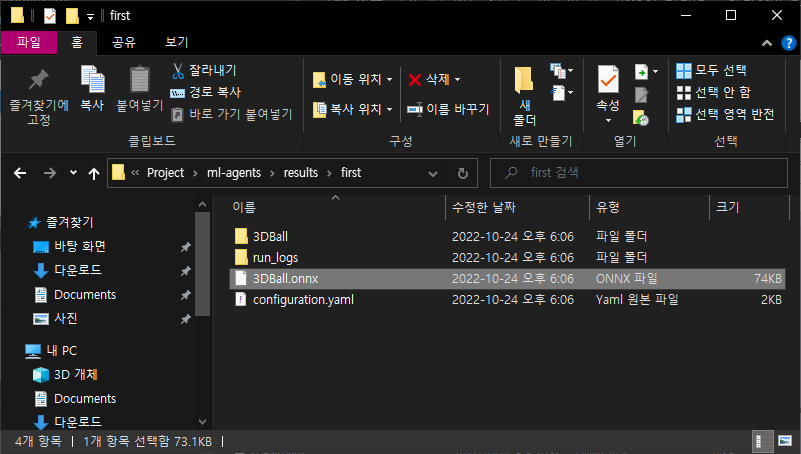 first
파일 홈 공유 보기
즐겨찾기에 고정
복사
붙여넣기
잘라내기
경로 복사
바로 가기 붙여넣기
클립보드
이동 위치
복사 위치
삭제
이름 바꾸기
구성
새 폴더
새로 만들기
속성
열기
모두 선택
선택 안 함
선택 영역 반전
선택
« Project > ml-agents > results > first
first 검색
즐겨찾기
바탕 화면
다운로드
Documents
사진
내 PC
3D 개체
Documents
다운로드
이름 수정한 날짜 유형 크기
3DBall 2022-10-24 오후 6:06 파일 폴더
run_logs 2022-10-24 오후 6:06 파일 폴더
3DBall.onnx 2022-10-24 오후 6:06 ONNX 파일 74KB
configuration.yaml 2022-10-24 오후 6:06 Yaml 원본 파일 2KB
4개 항목 1개 항목 선택함 73.1KB